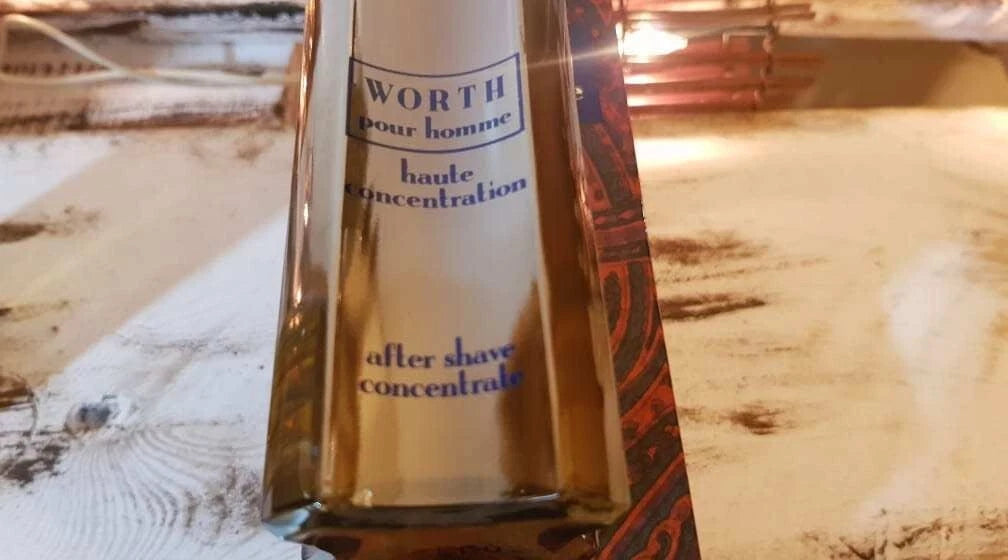 WORTH
pour homme
haute
concentration
after shave
concentrate